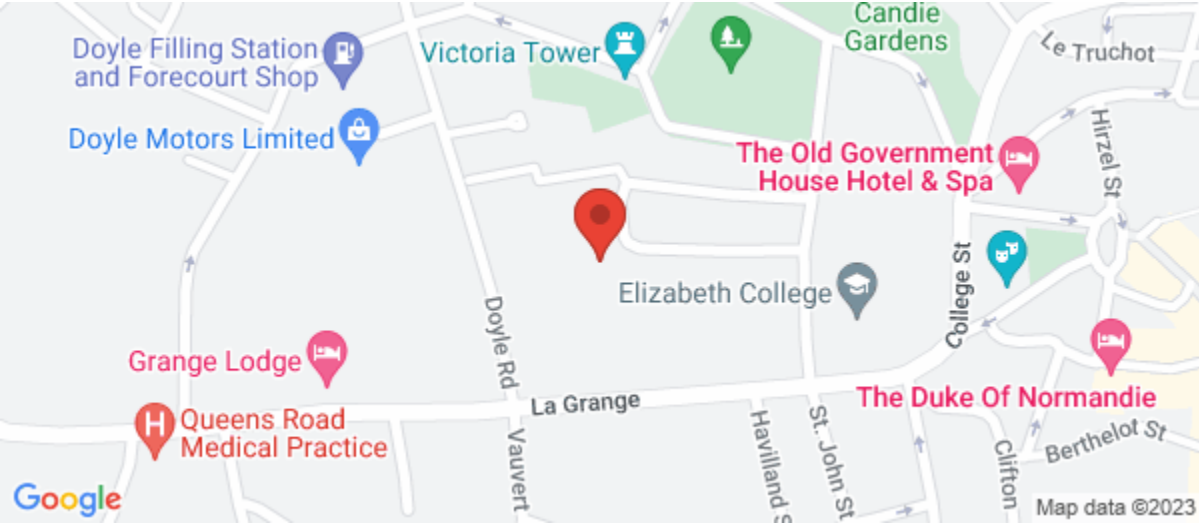 Candie
Gardens
Le Truchot
Doyle Filling Station
and Forecourt Shop
Victoria Tower
Doyle Motors Limited
Hirzel St
The Old Government
House Hotel & Spa
Elizabeth College
College St
Doyle Rd
Grange Lodge
La Grange
The Duke Of Normandie
Queens Road
Medical Practice
Vauvert
Havilland S
St. John St
Clifton
Berthelot St
Google
Map data ©2023